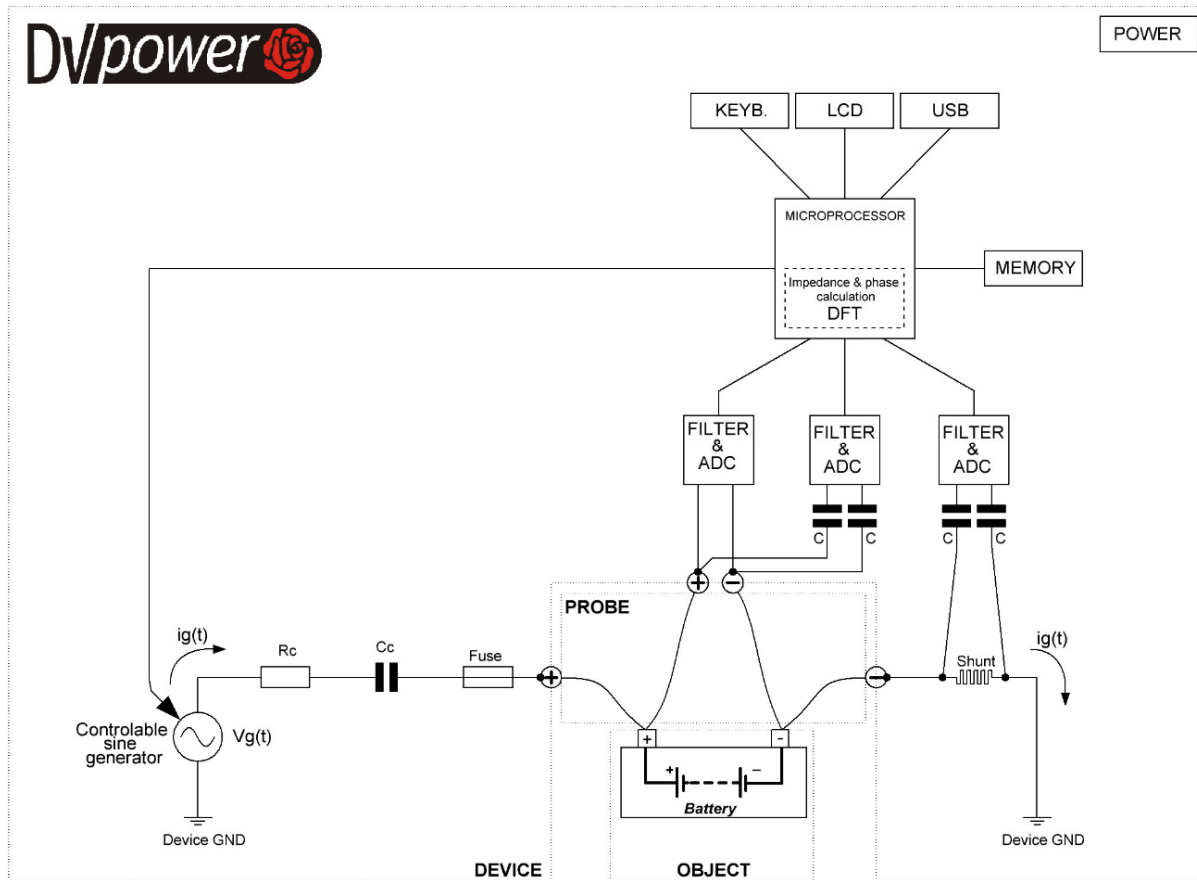 DV/power
POWER
KEYB.
LCD
USB
MICROPROCESSOR
MEMORY
Impedance & phase
calculation
DFT
FILTER
&
ADC
FILTER
&
ADC
FILTER
&
ADC
C
C
C
C
+
−
PROBE
ig(t)
Rc
Cc
Fuse
+
−
Shunt
ig(t)
Controlable
sine
generator
Vg(t)
+
-
+
−
Battery
Device GND
Device GND
DEVICE
OBJECT